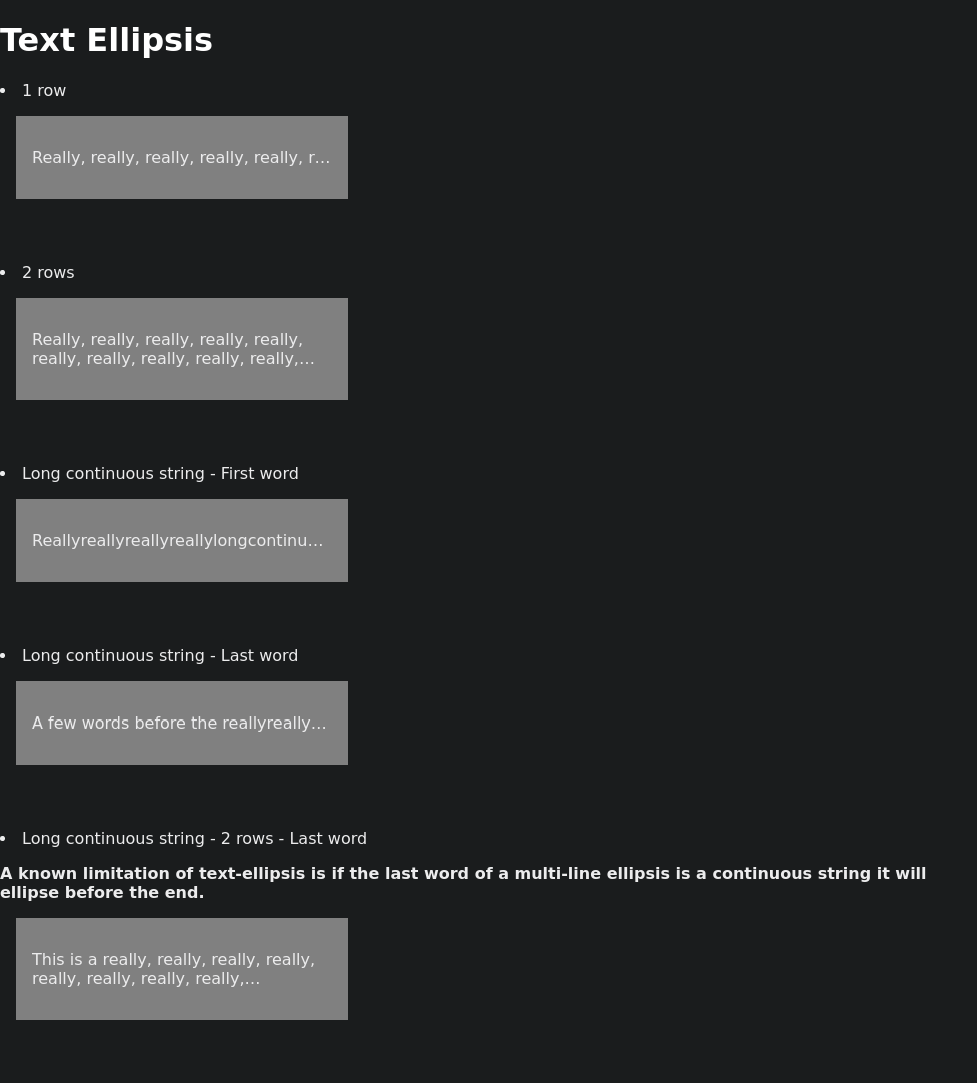 Text Ellipsis
• 1 row
Really, really, really, really, really, r…
• 2 rows
Really, really, really, really, really,
really, really, really, really, really,…
• Long continuous string - First word
Reallyreallyreallyreallylongcontinu…
• Long continuous string - Last word
A few words before the reallyreally…
• Long continuous string - 2 rows - Last word
A known limitation of text-ellipsis is if the last word of a multi-line ellipsis is a continuous string it will
ellipse before the end.
This is a really, really, really, really,
really, really, really, really,…